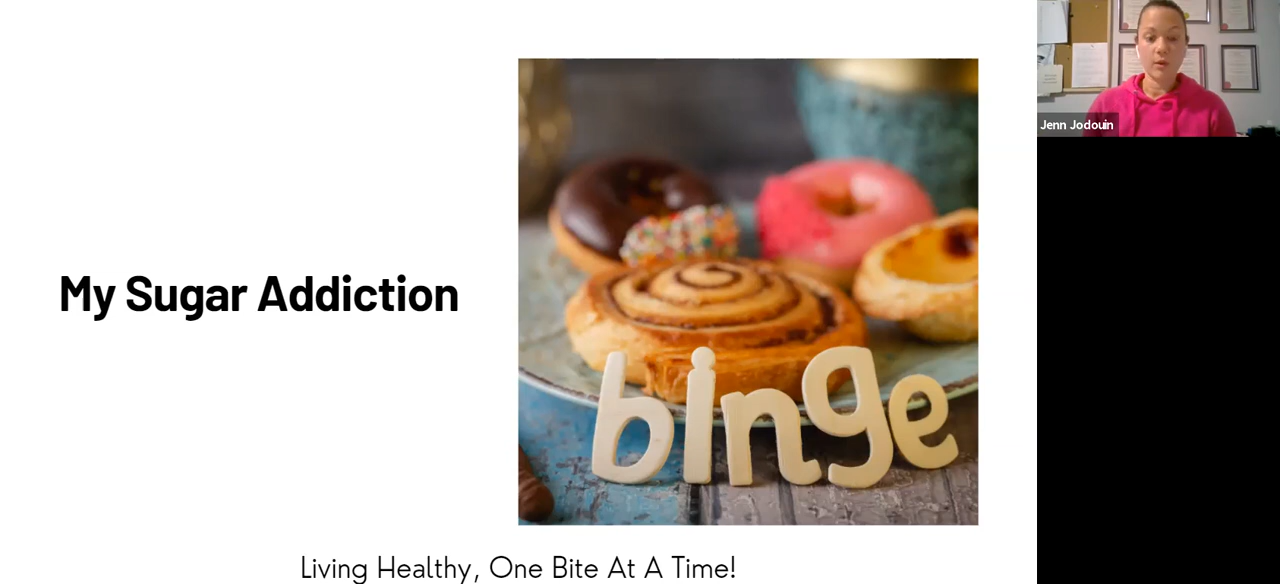 My Sugar Addiction
binge
Living Healthy, One Bite At A Time!
Jenn Jodouin